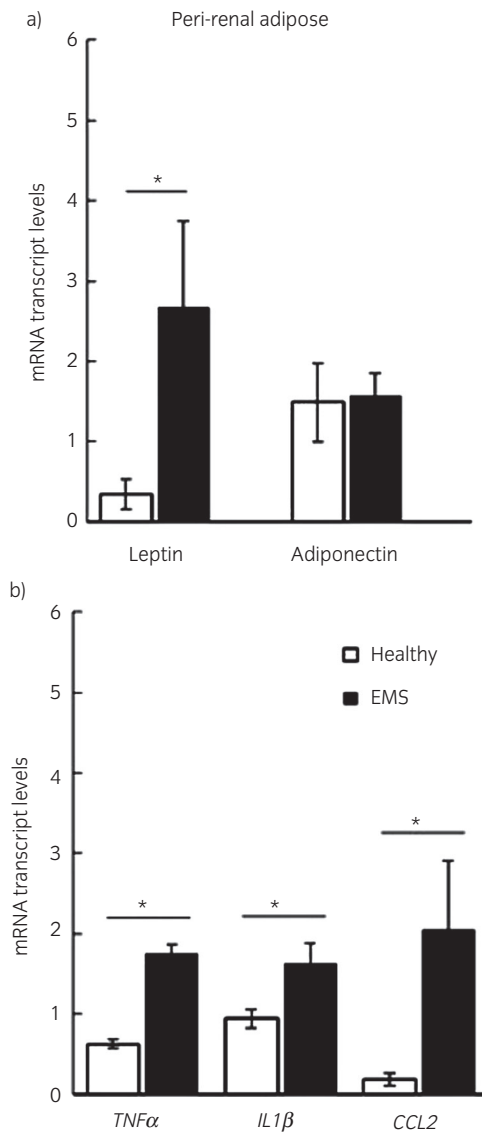 a) Peri-renal adipose
6
5
4
3
2
1
0
mRNA transcript levels
*
Leptin Adiponectin
b)
6
5
4
3
2
1
0
mRNA transcript levels
Healthy
EMS
*
*
*
TNFα IL1β CCL2